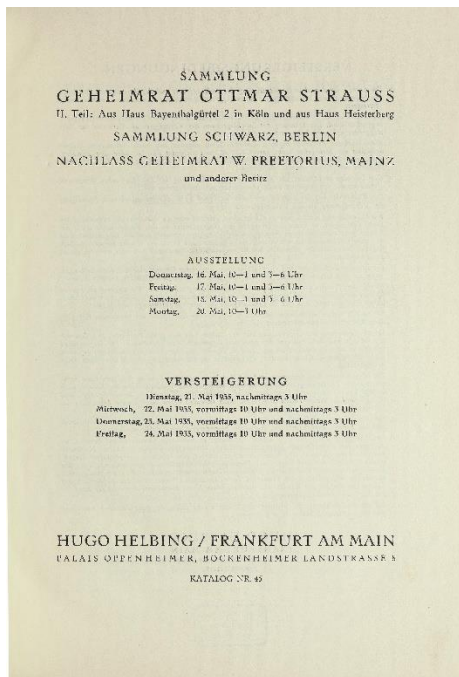 SAMMLUNG
GEHEIMRAT OTTMAR STRAUSS
II. Teil: Aus Haus Bayenthalgürtel 2 in Köln und aus Haus Heisterberg
SAMMLUNG SCHWARZ, BERLIN
NACHLASS GEHEIMRAT W. PREETORIUS, MAINZ
und anderer Besitz
AUSSTELLUNG
Donnerstag, 16. Mai, 10—1 und 3—6 Uhr
Freitag, 17. Mai, 10—1 und 3—6 Uhr
Samstag, 18. Mai, 10—1 und 3—6 Uhr
Montag, 20. Mai, 10—1 Uhr
VERSTEIGERUNG
Dienstag, 21. Mai 1935, nachmittags 3 Uhr
Mittwoch, 22. Mai 1935, vormittags 10 Uhr und nachmittags 3 Uhr
Donnerstag, 23. Mai 1935, vormittags 10 Uhr und nachmittags 3 Uhr
Freitag, 24. Mai 1935, vormittags 10 Uhr und nachmittags 3 Uhr
HUGO HELBING / FRANKFURT AM MAIN
PALAIS OPPENHEIMER, BOCKENHEIMER LANDSTRASSE 8
KATALOG NR. 45